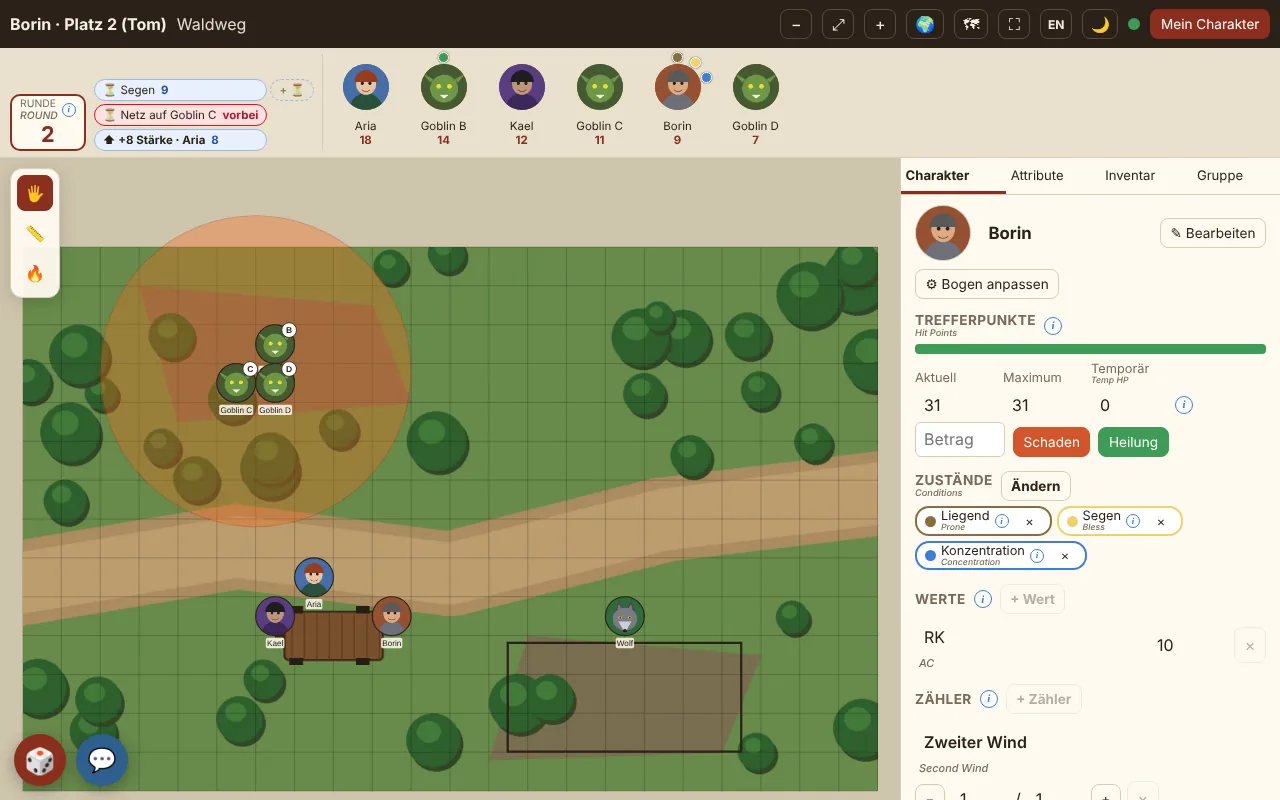 Borin · Platz 2 (Tom) Waldweg
− ⤢ + EN Mein Charakter
RUNDE
ROUND
i
2
Segen 9
Netz auf Goblin C vorbei
+8 Stärke · Aria 8
+
Aria
18
Goblin B
14
Kael
12
Goblin C
11
Borin
9
Goblin D
7
B
C
D
Goblin C
Goblin D
Aria
Kael
Borin
Wolf
Charakter Attribute Inventar Gruppe
Borin
✎ Bearbeiten
⚙ Bogen anpassen
TREFFERPUNKTE i
Hit Points
Aktuell Maximum Temporär
Temp HP
31 31 0 i
Betrag Schaden Heilung
ZUSTÄNDE
Conditions
Ändern
Liegend i ×
Prone
Segen i ×
Bless
Konzentration i ×
Concentration
WERTE i + Wert
RK
AC
10 ×
ZÄHLER i + Zähler
Zweiter Wind
Second Wind
− 1 / 1 + ×